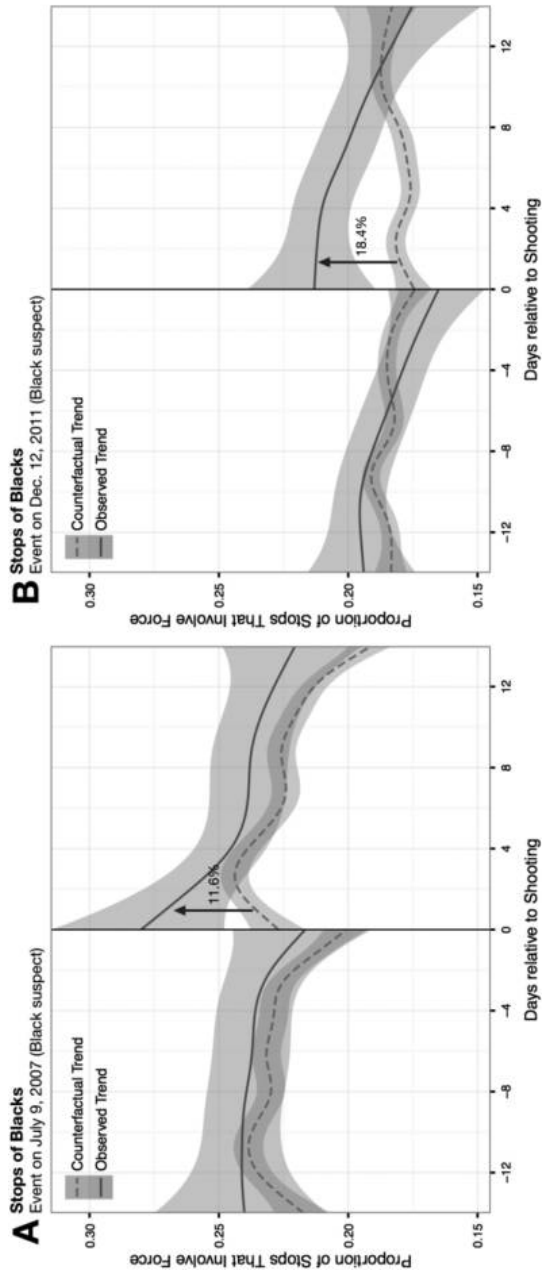 A Stops of Blacks
Event on July 9, 2007 (Black suspect)
Counterfactual Trend
Observed Trend
Proportion of Stops That Involve Force
0.30
0.25
0.20
0.15
11.6%
-12 -8 -4 0 4 8 12
Days relative to Shooting
B Stops of Blacks
Event on Dec. 12, 2011 (Black suspect)
Counterfactual Trend
Observed Trend
Proportion of Stops That Involve Force
0.30
0.25
0.20
0.15
18.4%
-12 -8 -4 0 4 8 12
Days relative to Shooting